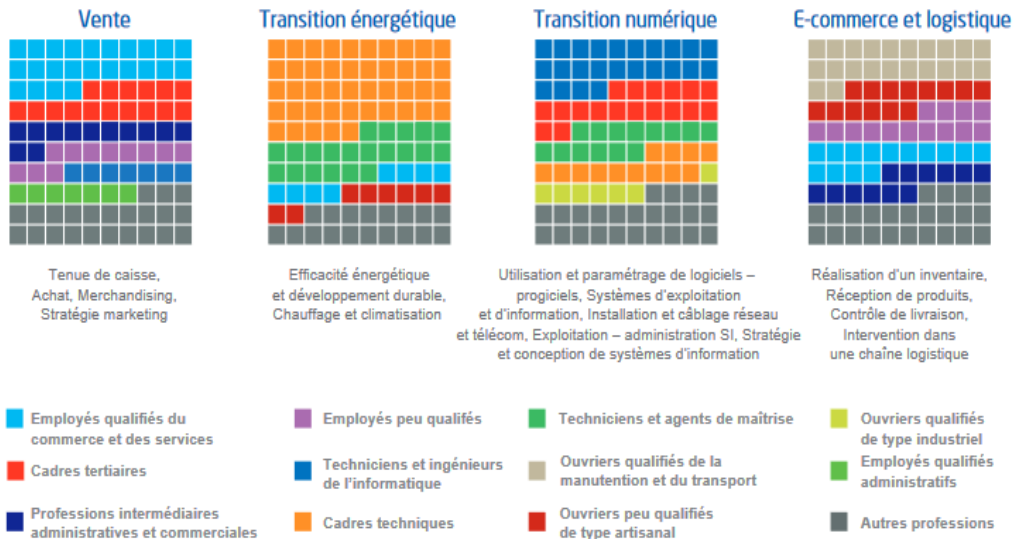 Vente
Transition énergétique
Transition numérique
E-commerce et logistique
Tenue de caisse,
Achat, Merchandising,
Stratégie marketing
Efficacité énergétique
et développement durable,
Chauffage et climatisation
Utilisation et paramétrage de logiciels –
progiciels, Systèmes d'exploitation
et d'information, Installation et câblage réseau
et télécom, Exploitation – administration SI, Stratégie
et conception de systèmes d'information
Réalisation d'un inventaire,
Réception de produits,
Contrôle de livraison,
Intervention dans
une chaîne logistique
Employés qualifiés du
commerce et des services
Cadres tertiaires
Professions intermédiaires
administratives et commerciales
Employés peu qualifés
Techniciens et ingénieurs
de l'informatique
Cadres techniques
Techniciens et agents de maîtrise
Ouvriers qualifiés de la
manutention et du transport
Ouvriers peu qualifiés
de type artisanal
Ouvriers qualifiés
de type industriel
Employés qualifiés
administratifs
Autres professions